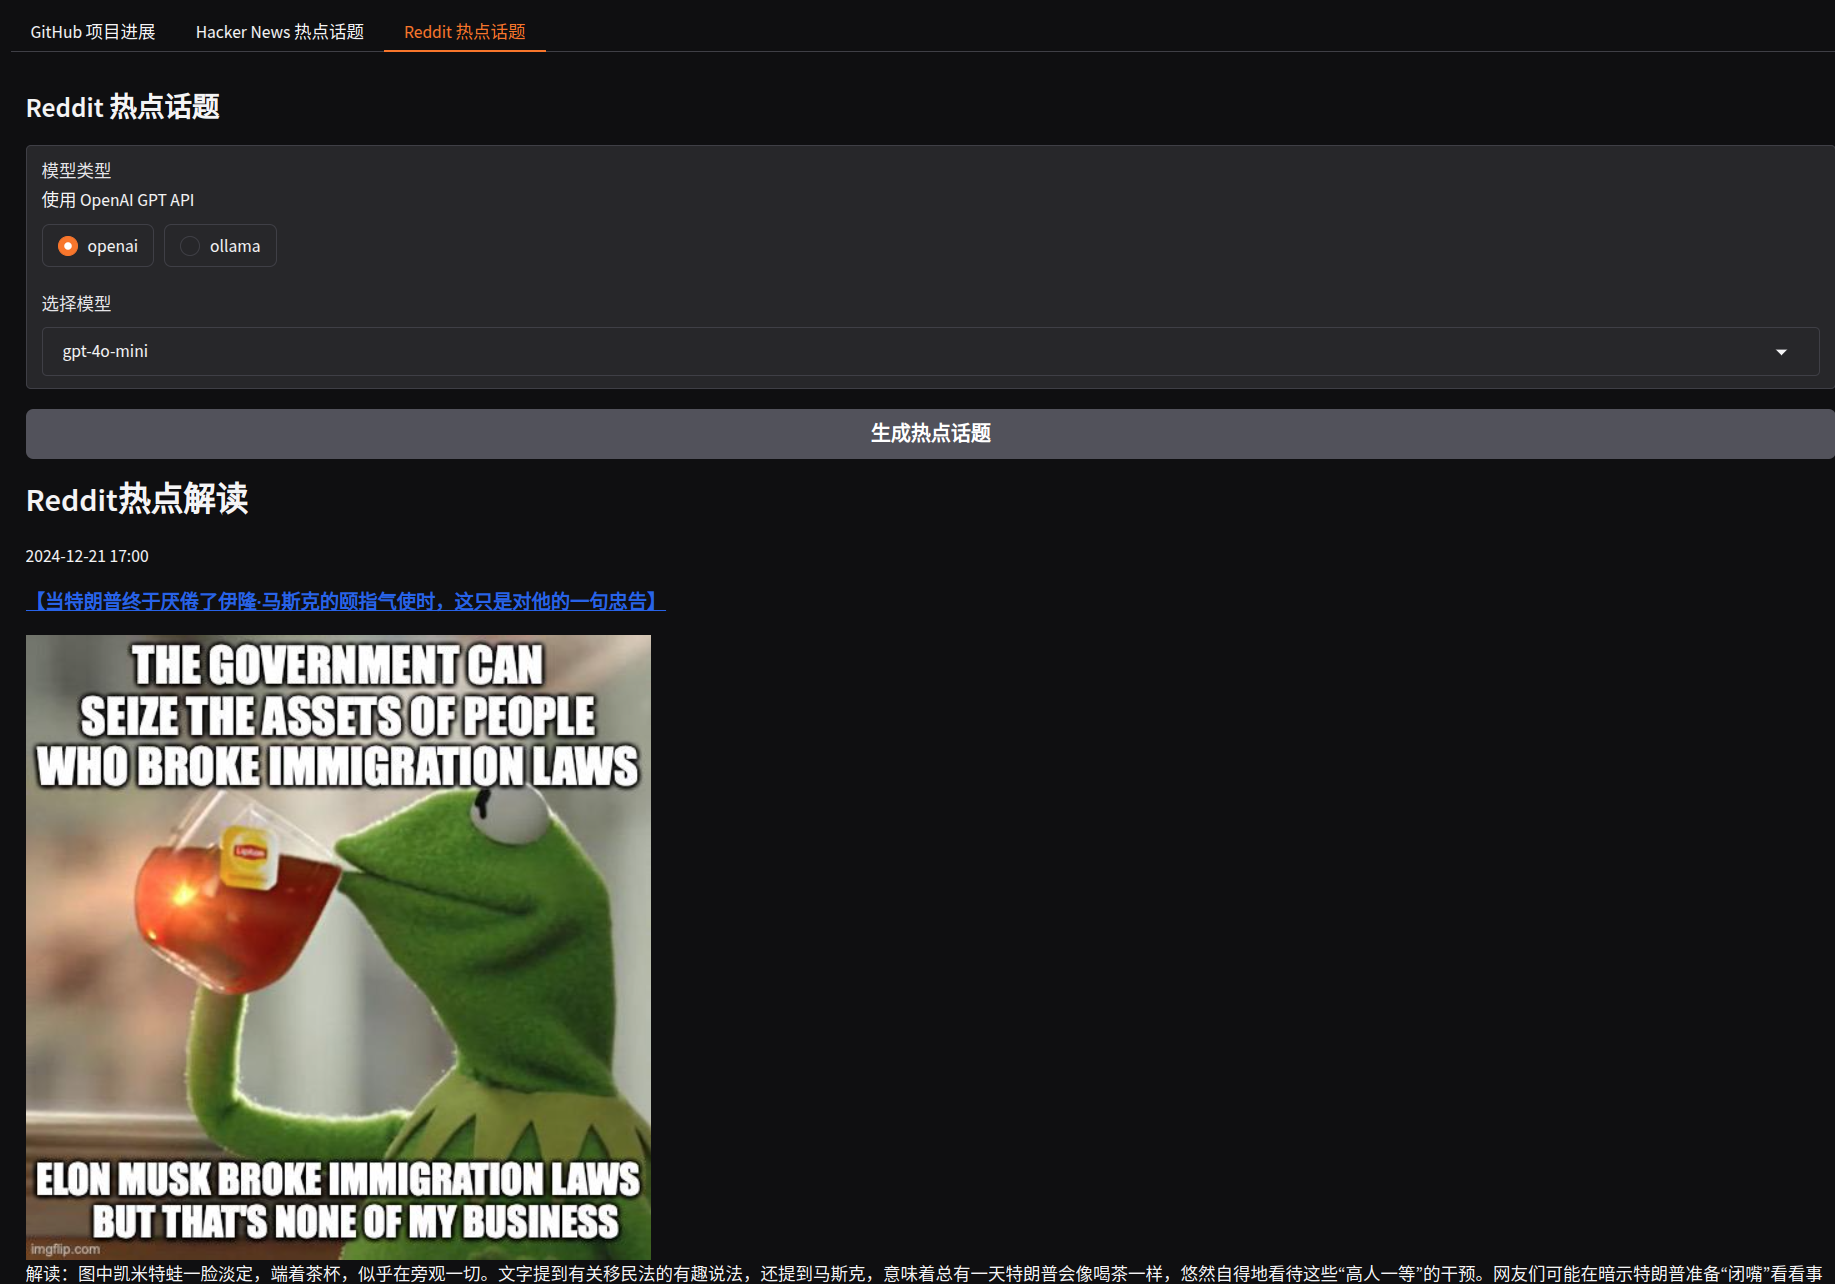 GitHub 项目进展
Hacker News 热点话题
Reddit 热点话题
Reddit 热点话题
模型类型
使用 OpenAI GPT API
openai
ollama
选择模型
gpt-4o-mini
生成热点话题
Reddit热点解读
2024-12-21 17:00
【当特朗普终于厌倦了伊隆·马斯克的颐指气使时，这只是对他的一句忠告】
THE GOVERNMENT CAN
SEIZE THE ASSETS OF PEOPLE
WHO BROKE IMMIGRATION LAWS
Lipton
ELON MUSK BROKE IMMIGRATION LAWS
BUT THAT'S NONE OF MY BUSINESS
imgflip.com
解读：图中凯米特蛙一脸淡定，端着茶杯，似乎在旁观一切。文字提到有关移民法的有趣说法，还提到马斯克，意味着总有一天特朗普会像喝茶一样，悠然自得地看待这些“高人一等”的干预。网友们可能在暗示特朗普准备“闭嘴”看看事